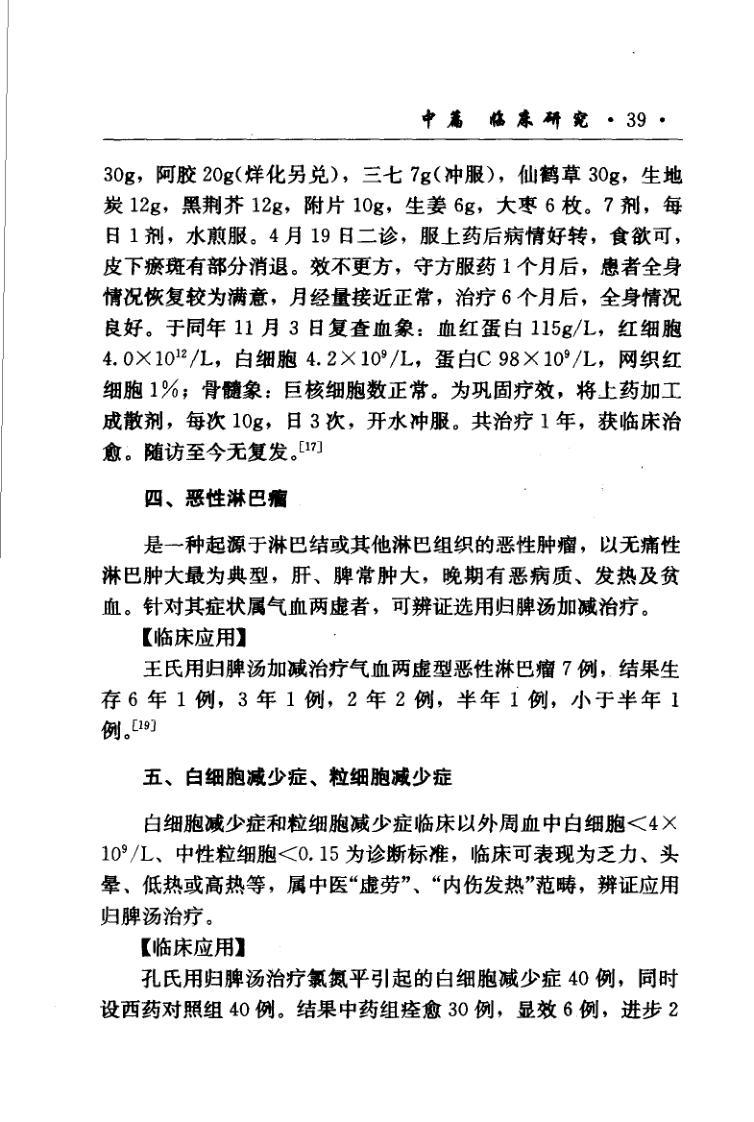 中篇 临床研究 · 39 ·
30g，阿胶 20g(烊化另兑)，三七 7g(冲服)，仙鹤草 30g，生地
炭 12g，黑荆芥 12g，附片 10g，生姜 6g，大枣 6 枚。7 剂，每
日 1 剂，水煎服。4 月 19 日二诊，服上药后病情好转，食欲可，
皮下瘀斑有部分消退。效不更方，守方服药 1 个月后，患者全身
情况恢复较为满意，月经量接近正常，治疗 6 个月后，全身情况
良好。于同年 11 月 3 日复查血象：血红蛋白 115g/L，红细胞
4.0×10¹²/L，白细胞 4.2×10⁹/L，蛋白C 98×10⁹/L，网织红
细胞 1%；骨髓象：巨核细胞数正常。为巩固疗效，将上药加工
成散剂，每次 10g，日 3 次，开水冲服。共治疗 1 年，获临床治
愈。随访至今无复发。[17]
四、恶性淋巴瘤
是一种起源于淋巴结或其他淋巴组织的恶性肿瘤，以无痛性
淋巴肿大最为典型，肝、脾常肿大，晚期有恶病质、发热及贫
血。针对其症状属气血两虚者，可辨证选用归脾汤加减治疗。
【临床应用】
王氏用归脾汤加减治疗气血两虚型恶性淋巴瘤 7 例，结果生
存 6 年 1 例，3 年 1 例，2 年 2 例，半年 1 例，小于半年 1
例。[19]
五、白细胞减少症、粒细胞减少症
白细胞减少症和粒细胞减少症临床以外周血中白细胞＜4×
10⁹/L、中性粒细胞＜0.15 为诊断标准，临床可表现为乏力、头
晕、低热或高热等，属中医“虚劳”、“内伤发热”范畴，辨证应用
归脾汤治疗。
【临床应用】
孔氏用归脾汤治疗氯氮平引起的白细胞减少症 40 例，同时
设西药对照组 40 例。结果中药组痊愈 30 例，显效 6 例，进步 2